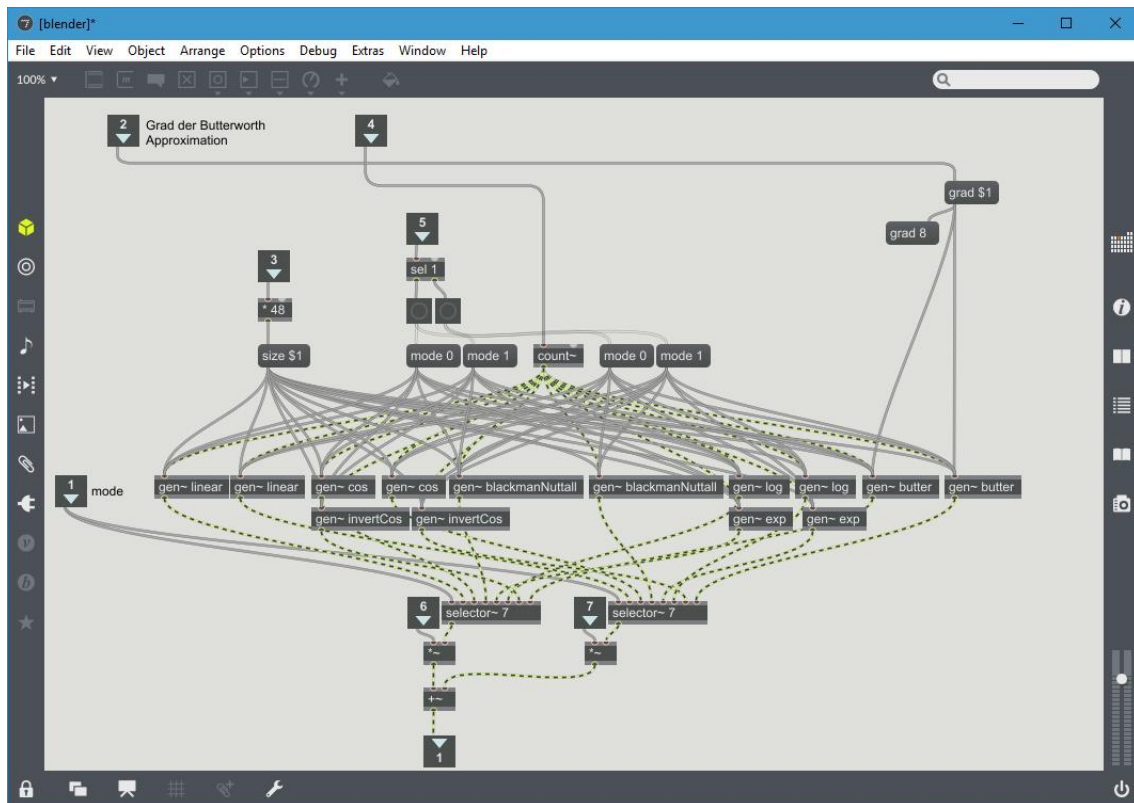 [blender]*
File Edit View Object Arrange Options Debug Extras Window Help
100%
2
Grad der Butterworth
Approximation
4
grad $1
grad 8
5
sel 1
3
* 48
size $1
mode 0
mode 1
count~
mode 0
mode 1
1
mode
gen~ linear
gen~ linear
gen~ cos
gen~ cos
gen~ blackmanNuttall
gen~ blackmanNuttall
gen~ log
gen~ log
gen~ butter
gen~ butter
gen~ invertCos
gen~ invertCos
gen~ exp
gen~ exp
6
selector~ 7
7
selector~ 7
*~
*~
+~
1